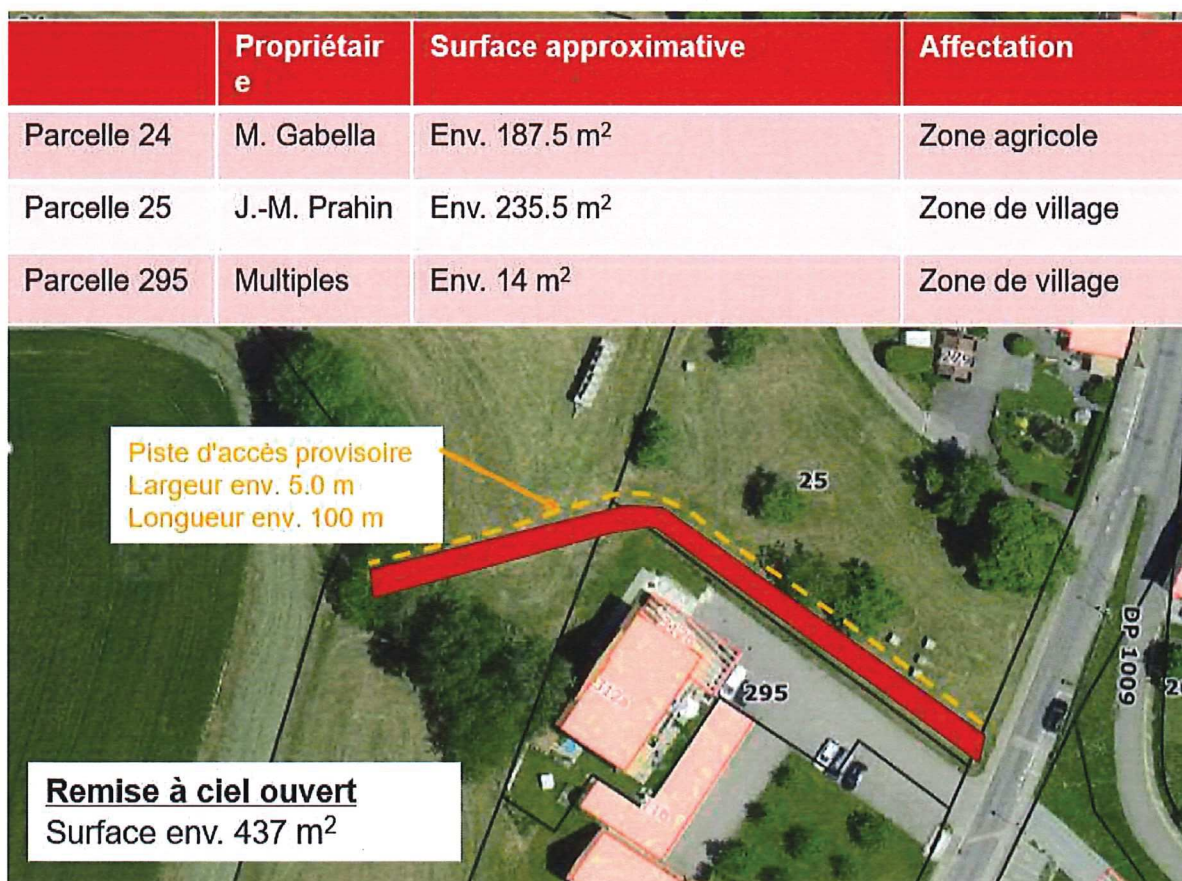 Propriétair
e
Surface approximative
Affectation
Parcelle 24
M. Gabella
Env. 187.5 m²
Zone agricole
Parcelle 25
J.-M. Prahin
Env. 235.5 m²
Zone de village
Parcelle 295
Multiples
Env. 14 m²
Zone de village
Piste d'accès provisoire
Largeur env. 5.0 m
Longueur env. 100 m
25
295
DP 1009
Remise à ciel ouvert
Surface env. 437 m²